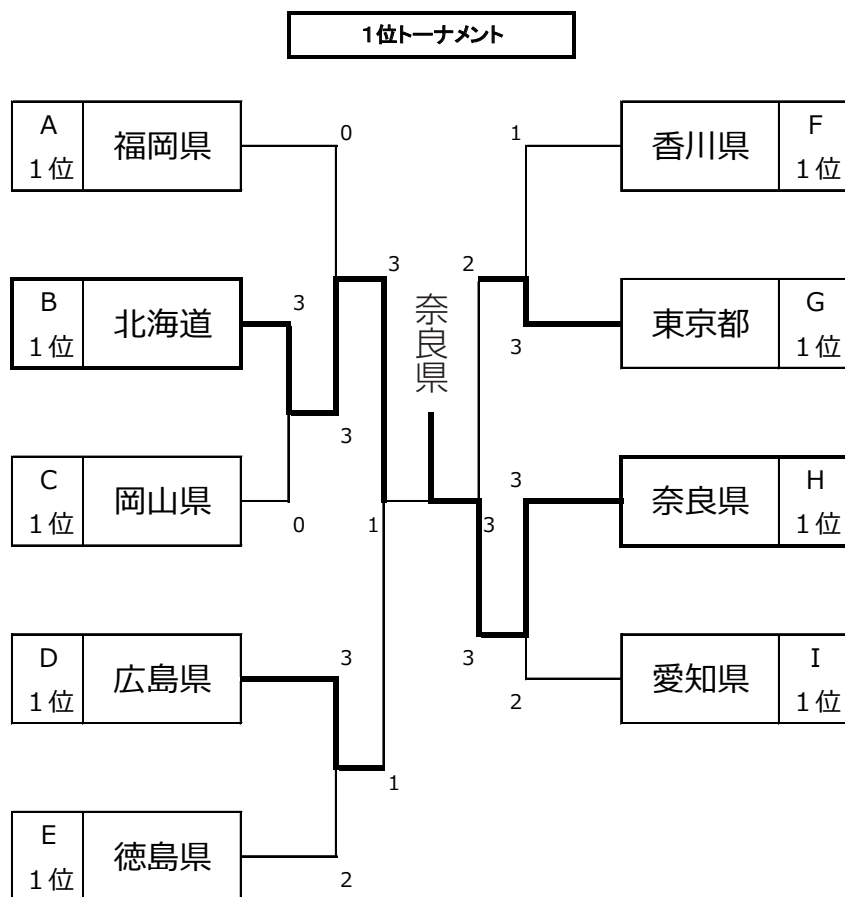 １位トーナメント
A
１位
福岡県
0
1
香川県
F
１位
B
１位
北海道
3
3
奈良県
2
東京都
G
１位
3
3
C
１位
岡山県
0
1
3
3
奈良県
H
１位
D
１位
広島県
3
3
愛知県
I
１位
2
1
E
１位
徳島県
2